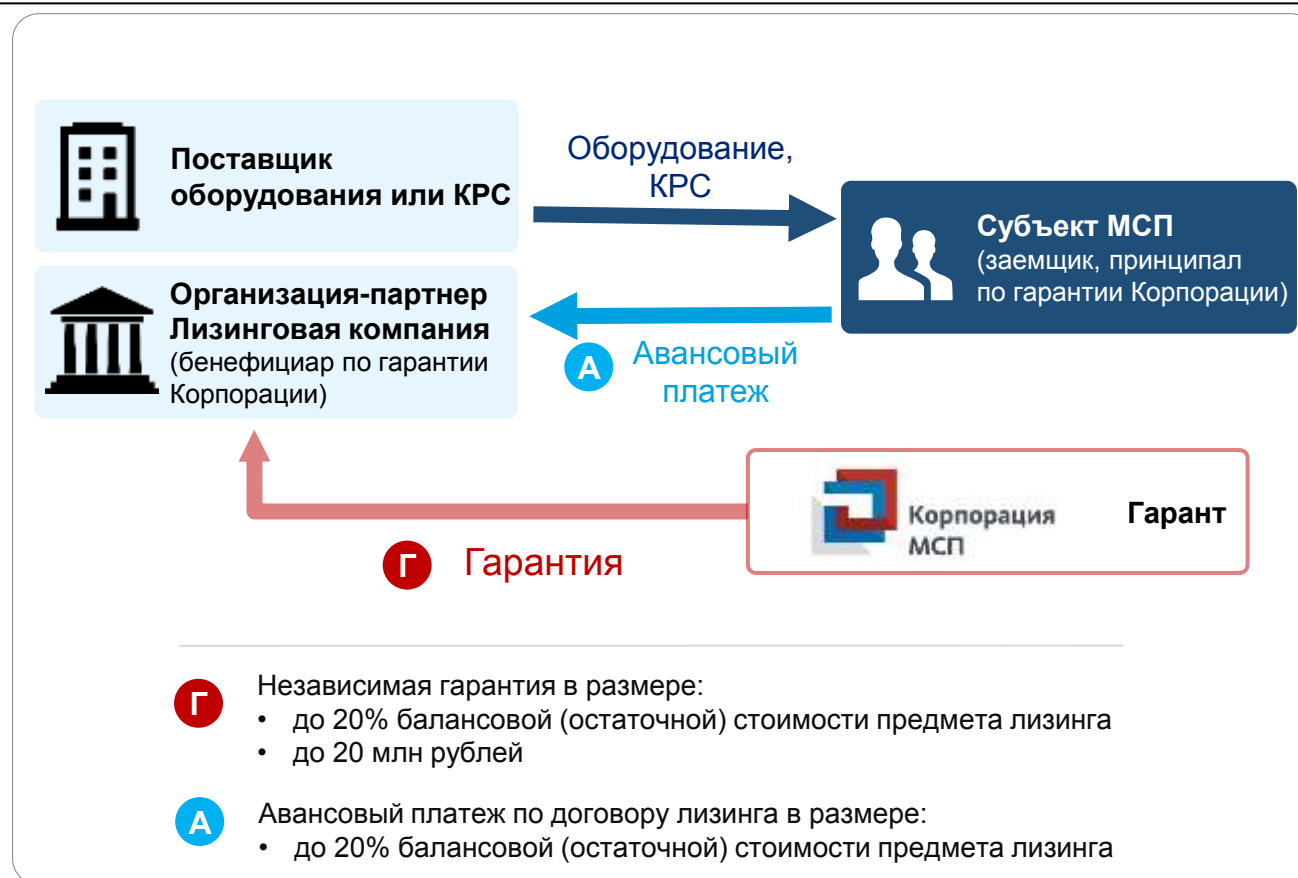 Поставщик
оборудования или КРС
Оборудование,
КРС
Субъект МСП
(заемщик, принципал
по гарантии Корпорации)
Организация-партнер
Лизинговая компания
(бенефициар по гарантии
Корпорации)
А
Авансовый
платеж
Корпорация
МСП
Гарант
Г
Гарантия
Г
Независимая гарантия в размере:
• до 20% балансовой (остаточной) стоимости предмета лизинга
• до 20 млн рублей
А
Авансовый платеж по договору лизинга в размере:
• до 20% балансовой (остаточной) стоимости предмета лизинга